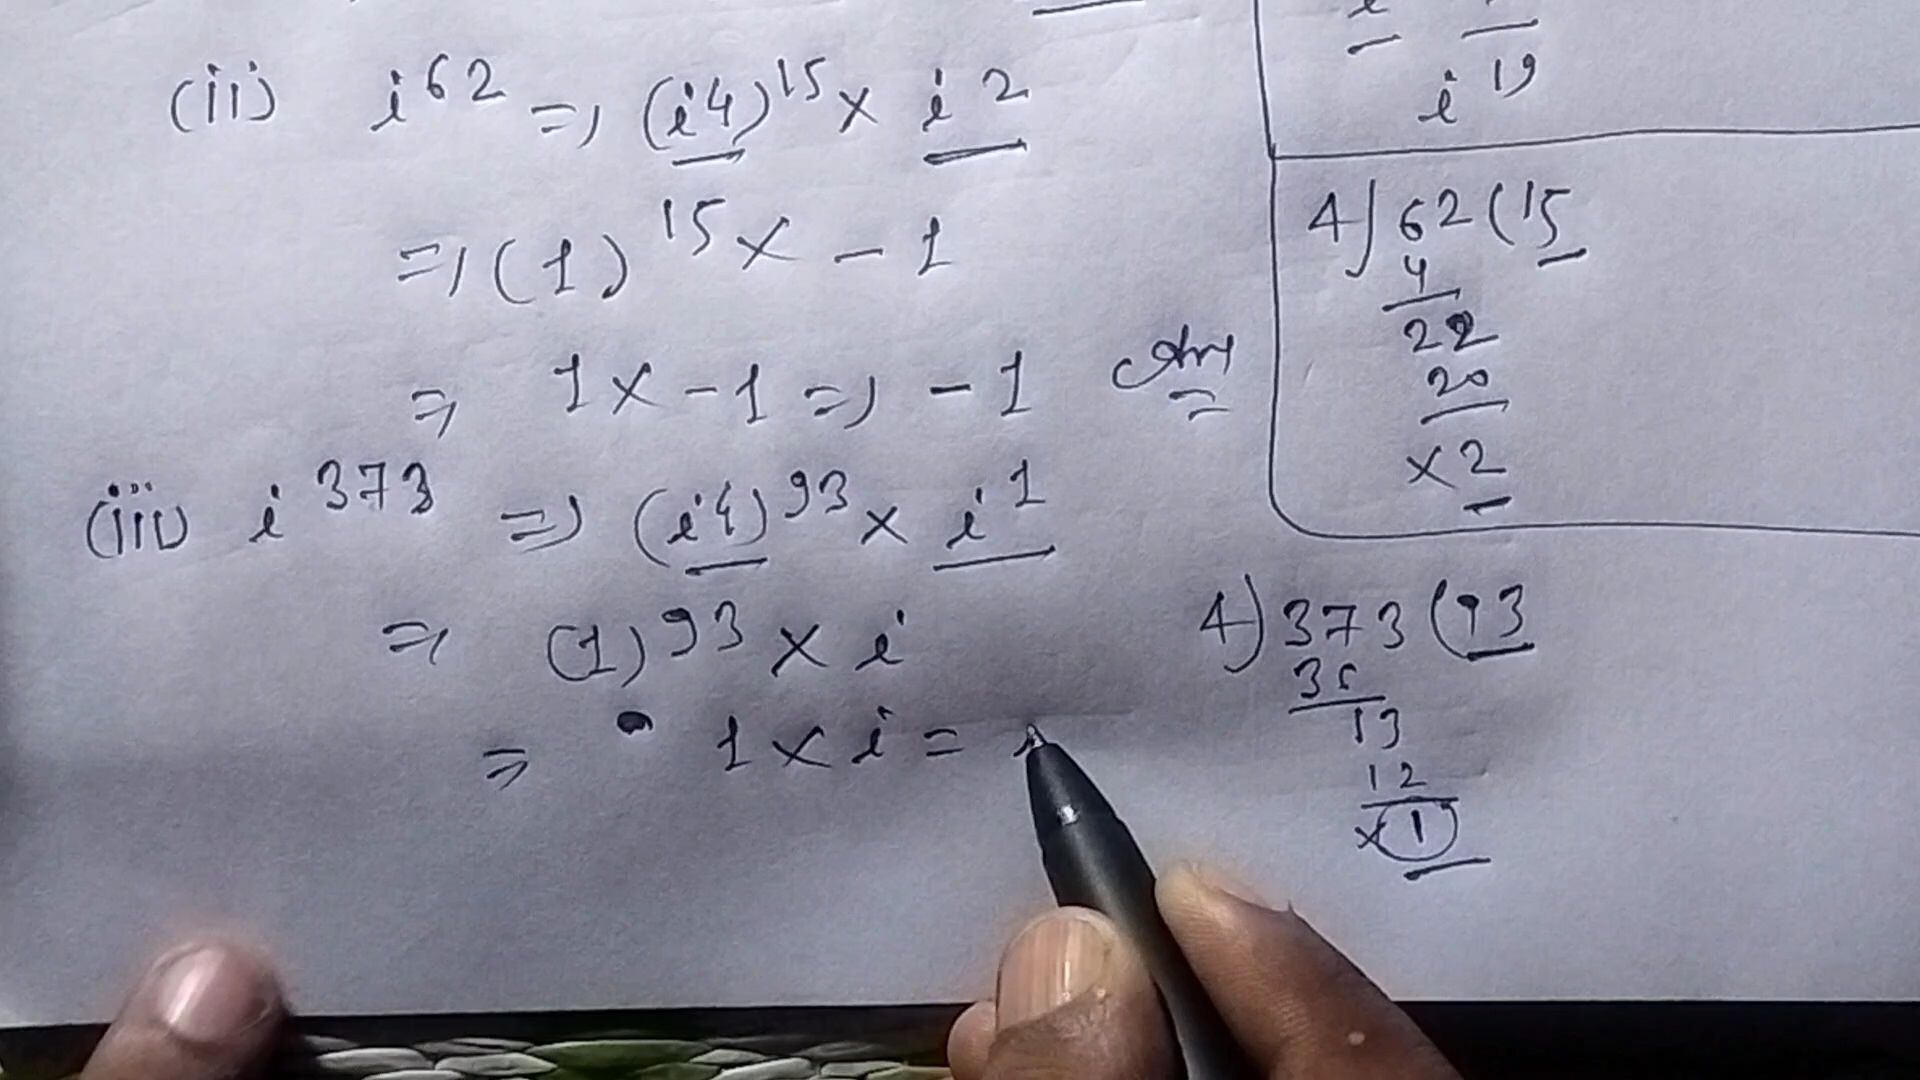 (ii) i^62 => (i^4)^15 × i^2
=> (1)^15 × - 1
=> 1 × - 1 => - 1 Ans
(iii) i^373 => (i^4)^93 × i^1
=> (1)^93 × i
=> 1 × i = i
i^19
4) 62 (15
4
22
20
×2
4) 373 (93
36
13
12
×1